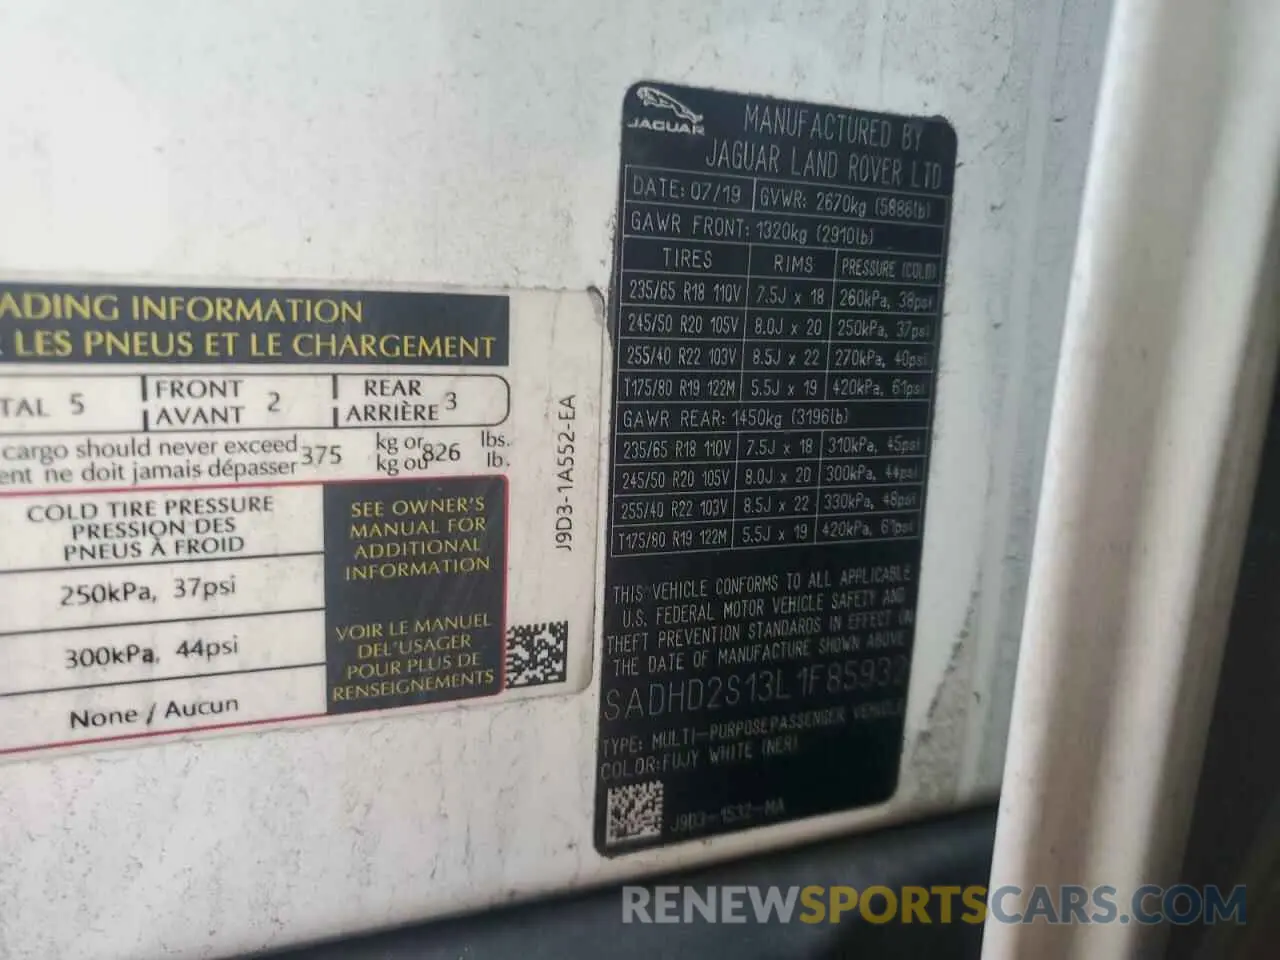 ADING INFORMATION
LES PNEUS ET LE CHARGEMENT
TAL 5 FRONT AVANT 2 REAR ARRIÈRE 3
cargo should never exceed 375 kg or 826 lbs.
ent ne doit jamais dépasser kg ou lb.
COLD TIRE PRESSURE
PRESSION DES
PNEUS À FROID
250kPa, 37psi
300kPa, 44psi
None / Aucun
SEE OWNER'S
MANUAL FOR
ADDITIONAL
INFORMATION
VOIR LE MANUEL
DEL'USAGER
POUR PLUS DE
RENSEIGNEMENTS
J9D3-1A552-EA
JAGUAR
MANUFACTURED BY
JAGUAR LAND ROVER LTD
DATE: 07/19 GVWR: 2670kg (5886lb)
GAWR FRONT: 1320kg (2910lb)
TIRES RIMS PRESSURE (COLD)
235/65 R18 110V 7.5J x 18 260kPa, 38psi
245/50 R20 105V 8.0J x 20 250kPa, 37psi
255/40 R22 103V 8.5J x 22 270kPa, 40psi
T175/80 R19 122M 5.5J x 19 420kPa, 61psi
GAWR REAR: 1450kg (3196lb)
235/65 R18 110V 7.5J x 18 310kPa, 45psi
245/50 R20 105V 8.0J x 20 300kPa, 44psi
255/40 R22 103V 8.5J x 22 330kPa, 48psi
T175/80 R19 122M 5.5J x 19 420kPa, 61psi
THIS VEHICLE CONFORMS TO ALL APPLICABLE
U.S. FEDERAL MOTOR VEHICLE SAFETY AND
THEFT PREVENTION STANDARDS IN EFFECT ON
THE DATE OF MANUFACTURE SHOWN ABOVE
SADHD2S13L1F85932
TYPE: MULTI-PURPOSE PASSENGER VEHICLE
COLOR:FUJY WHITE (NER)
J9D3-1532-MA
RENEWSPORTSCARS.COM